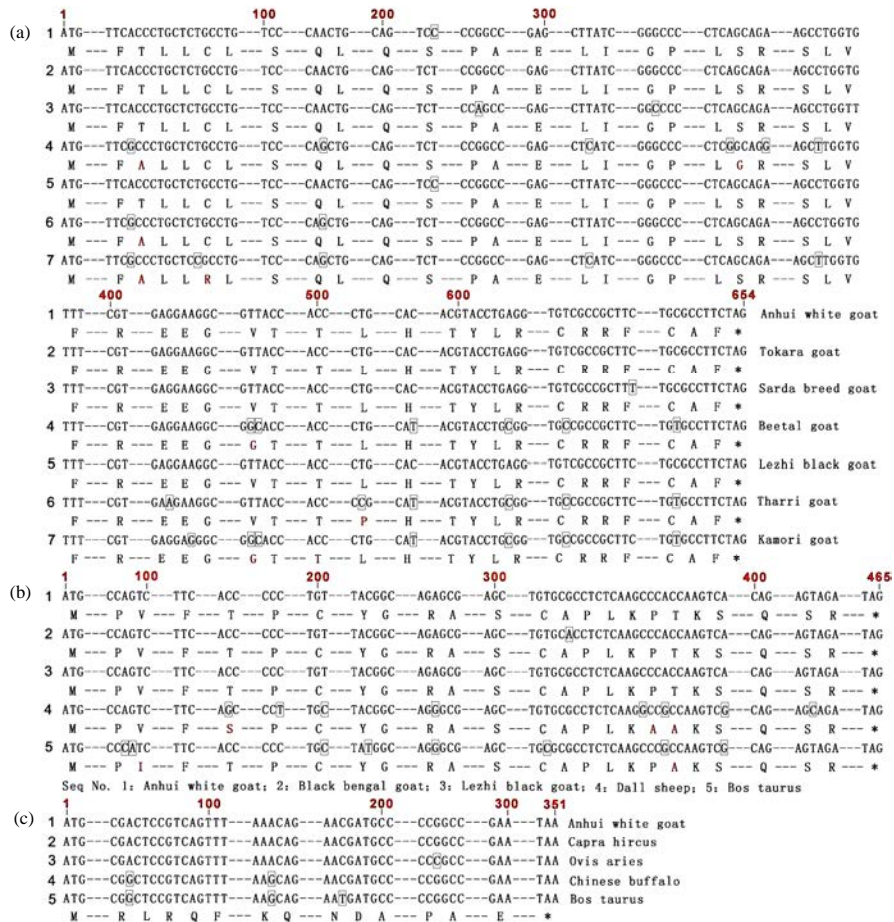 (a)
1 100 200 300
1 ATG---TTCACCCTGCTCTGCCTG---TCC---CAACTG---CAG---TCC---CCGGCC---GAG---CTTATC---GGGCCC---CTCAGCAGA---AGCCTGGTG
M --- F T L L C L --- S --- Q L --- Q --- S --- P A --- E --- L I --- G P --- L S R --- S L V
2 ATG---TTCACCCTGCTCTGCCTG---TCC---CAACTG---CAG---TCT---CCGGCC---GAG---CTTATC---GGGCCC---CTCAGCAGA---AGCCTGGTG
M --- F T L L C L --- S --- Q L --- Q --- S --- P A --- E --- L I --- G P --- L S R --- S L V
3 ATG---TTCACCCTGCTCTGCCTG---TCC---CAACTG---CAG---TCT---CCAGCC---GAG---CTTATC---GGCCCC---CTCAGCAGA---AGCCTGGTT
M --- F T L L C L --- S --- Q L --- Q --- S --- P A --- E --- L I --- G P --- L S R --- S L V
4 ATG---TTCGCCCTGCTCTGCCTG---TCC---CAGCTG---CAG---TCT---CCGGCC---GAG---CTCATC---GGGCCC---CTCGGCAGG---AGCTTGGTG
M --- F A L L C L --- S --- Q L --- Q --- S --- P A --- E --- L I --- G P --- L G R --- S L V
5 ATG---TTCACCCTGCTCTGCCTG---TCC---CAACTG---CAG---TCC---CCGGCC---GAG---CTTATC---GGGCCC---CTCAGCAGA---AGCCTGGTG
M --- F T L L C L --- S --- Q L --- Q --- S --- P A --- E --- L I --- G P --- L S R --- S L V
6 ATG---TTCGCCCTGCTCTGCCTG---TCC---CAGCTG---CAG---TCT---CCGGCC---GAG---CTTATC---GGGCCC---CTCAGCAGA---AGCCTGGTG
M --- F A L L C L --- S --- Q L --- Q --- S --- P A --- E --- L I --- G P --- L S R --- S L V
7 ATG---TTCGCCCTGCTCCGCCTG---TCC---CAGCTG---CAG---TCT---CCGGCC---GAG---CTCATC---GGGCCC---CTCAGCAGA---AGCTTGGTG
M --- F A L L R L --- S --- Q L --- Q --- S --- P A --- E --- L I --- G P --- L S R --- S L V
400 500 600 654
1 TTT---CGT---GAGGAAGGC---GTTACC---ACC---CTG---CAC---ACGTACCTGAGG---TGTCGCCGCTTC---TGCGCCTTCTAG Anhui white goat
F --- R --- E E G --- V T --- T --- L --- H --- T Y L R --- C R R F --- C A F *
2 TTT---CGT---GAGGAAGGC---GTTACC---ACC---CTG---CAC---ACGTACCTGAGG---TGTCGCCGCTTC---TGCGCCTTCTAG Tokara goat
F --- R --- E E G --- V T --- T --- L --- H --- T Y L R --- C R R F --- C A F *
3 TTT---CGT---GAGGAAGGC---GTTACC---ACC---CTG---CAC---ACGTACCTGAGG---TGTCGCCGCTTT---TGCGCCTTCTAG Sarda breed goat
F --- R --- E E G --- V T --- T --- L --- H --- T Y L R --- C R R F --- C A F *
4 TTT---CGT---GAGGAAGGC---GGCACC---ACC---CTG---CAT---ACGTACCTGCGG---TGCCGCCGCTTC---TGTGCCTTCTAG Beetal goat
F --- R --- E E G --- G T --- T --- L --- H --- T Y L R --- C R R F --- C A F *
5 TTT---CGT---GAGGAAGGC---GTTACC---ACC---CTG---CAC---ACGTACCTGAGG---TGTCGCCGCTTC---TGCGCCTTCTAG Lezhi black goat
F --- R --- E E G --- V T --- T --- L --- H --- T Y L R --- C R R F --- C A F *
6 TTT---CGT---GAAGAAGGC---GTTACC---ACC---CCG---CAT---ACGTACCTGCGG---TGCCGCCGCTTC---TGTGCCTTCTAG Tharri goat
F --- R --- E E G --- V T --- T --- P --- H --- T Y L R --- C R R F --- C A F *
7 TTT---CGT---GAGGAGGGC---GGCACC---ACC---CTG---CAT---ACGTACCTGCGG---TGCCGCCGCTTC---TGTGCCTTCTAG Kamori goat
F --- R --- E E G --- G T --- T --- L --- H --- T Y L R --- C R R F --- C A F *
(b)
1 100 200 300 400 465
1 ATG---CCAGTC---TTC---ACC---CCC---TGT---TACGGC---AGAGCG---AGC---TGTGCGCCTCTCAAGCCCACCAAGTCA---CAG---AGTAGA---TAG
M --- P V --- F --- T --- P --- C --- Y G --- R A --- S --- C A P L K P T K S --- Q --- S R --- *
2 ATG---CCAGTC---TTC---ACC---CCC---TGT---TACGGC---AGAGCG---AGC---TGTGCACCTCTCAAGCCCACCAAGTCA---CAG---AGTAGA---TAG
M --- P V --- F --- T --- P --- C --- Y G --- R A --- S --- C A P L K P T K S --- Q --- S R --- *
3 ATG---CCAGTC---TTC---ACC---CCC---TGT---TACGGC---AGAGCG---AGC---TGTGCGCCTCTCAAGCCCACCAAGTCA---CAG---AGTAGA---TAG
M --- P V --- F --- T --- P --- C --- Y G --- R A --- S --- C A P L K P T K S --- Q --- S R --- *
4 ATG---CCAGTC---TTC---AGC---CCT---TGC---TACGGC---AGGGCG---AGC---TGTGCGCCTCTCAAGGCCGCCAAGTCG---CAG---AGCAGA---TAG
M --- P V --- F --- S --- P --- C --- Y G --- R A --- S --- C A P L K A A K S --- Q --- S R --- *
5 ATG---CCCATC---TTC---ACC---CCC---TGC---TATGGC---AGGGCG---AGC---TGCGCGCCTCTCAAGCCCGCCAAGTCG---CAG---AGTAGA---TAG
M --- P I --- F --- T --- P --- C --- Y G --- R A --- S --- C A P L K P A K S --- Q --- S R --- *
Seq No. 1: Anhui white goat; 2: Black bengal goat; 3: Lezhi black goat; 4: Dall sheep; 5: Bos taurus
(c)
1 100 200 300 351
1 ATG---CGACTCCGTCAGTTT---AAACAG---AACGATGCC---CCGGCC---GAA---TAA Anhui white goat
2 ATG---CGACTCCGTCAGTTT---AAACAG---AACGATGCC---CCGGCC---GAA---TAA Capra hircus
3 ATG---CGACTCCGTCAGTTT---AAACAG---AACGATGCC---CCCGCC---GAA---TAA Ovis aries
4 ATG---CGGCTCCGTCAGTTT---AAGCAG---AACGATGCC---CCGGCC---GAA---TAA Chinese buffalo
5 ATG---CGGCTCCGTCAGTTT---AAGCAG---AATGATGCC---CCGGCC---GAA---TAA Bos taurus
M --- R L R Q F --- K Q --- N D A --- P A --- E --- *